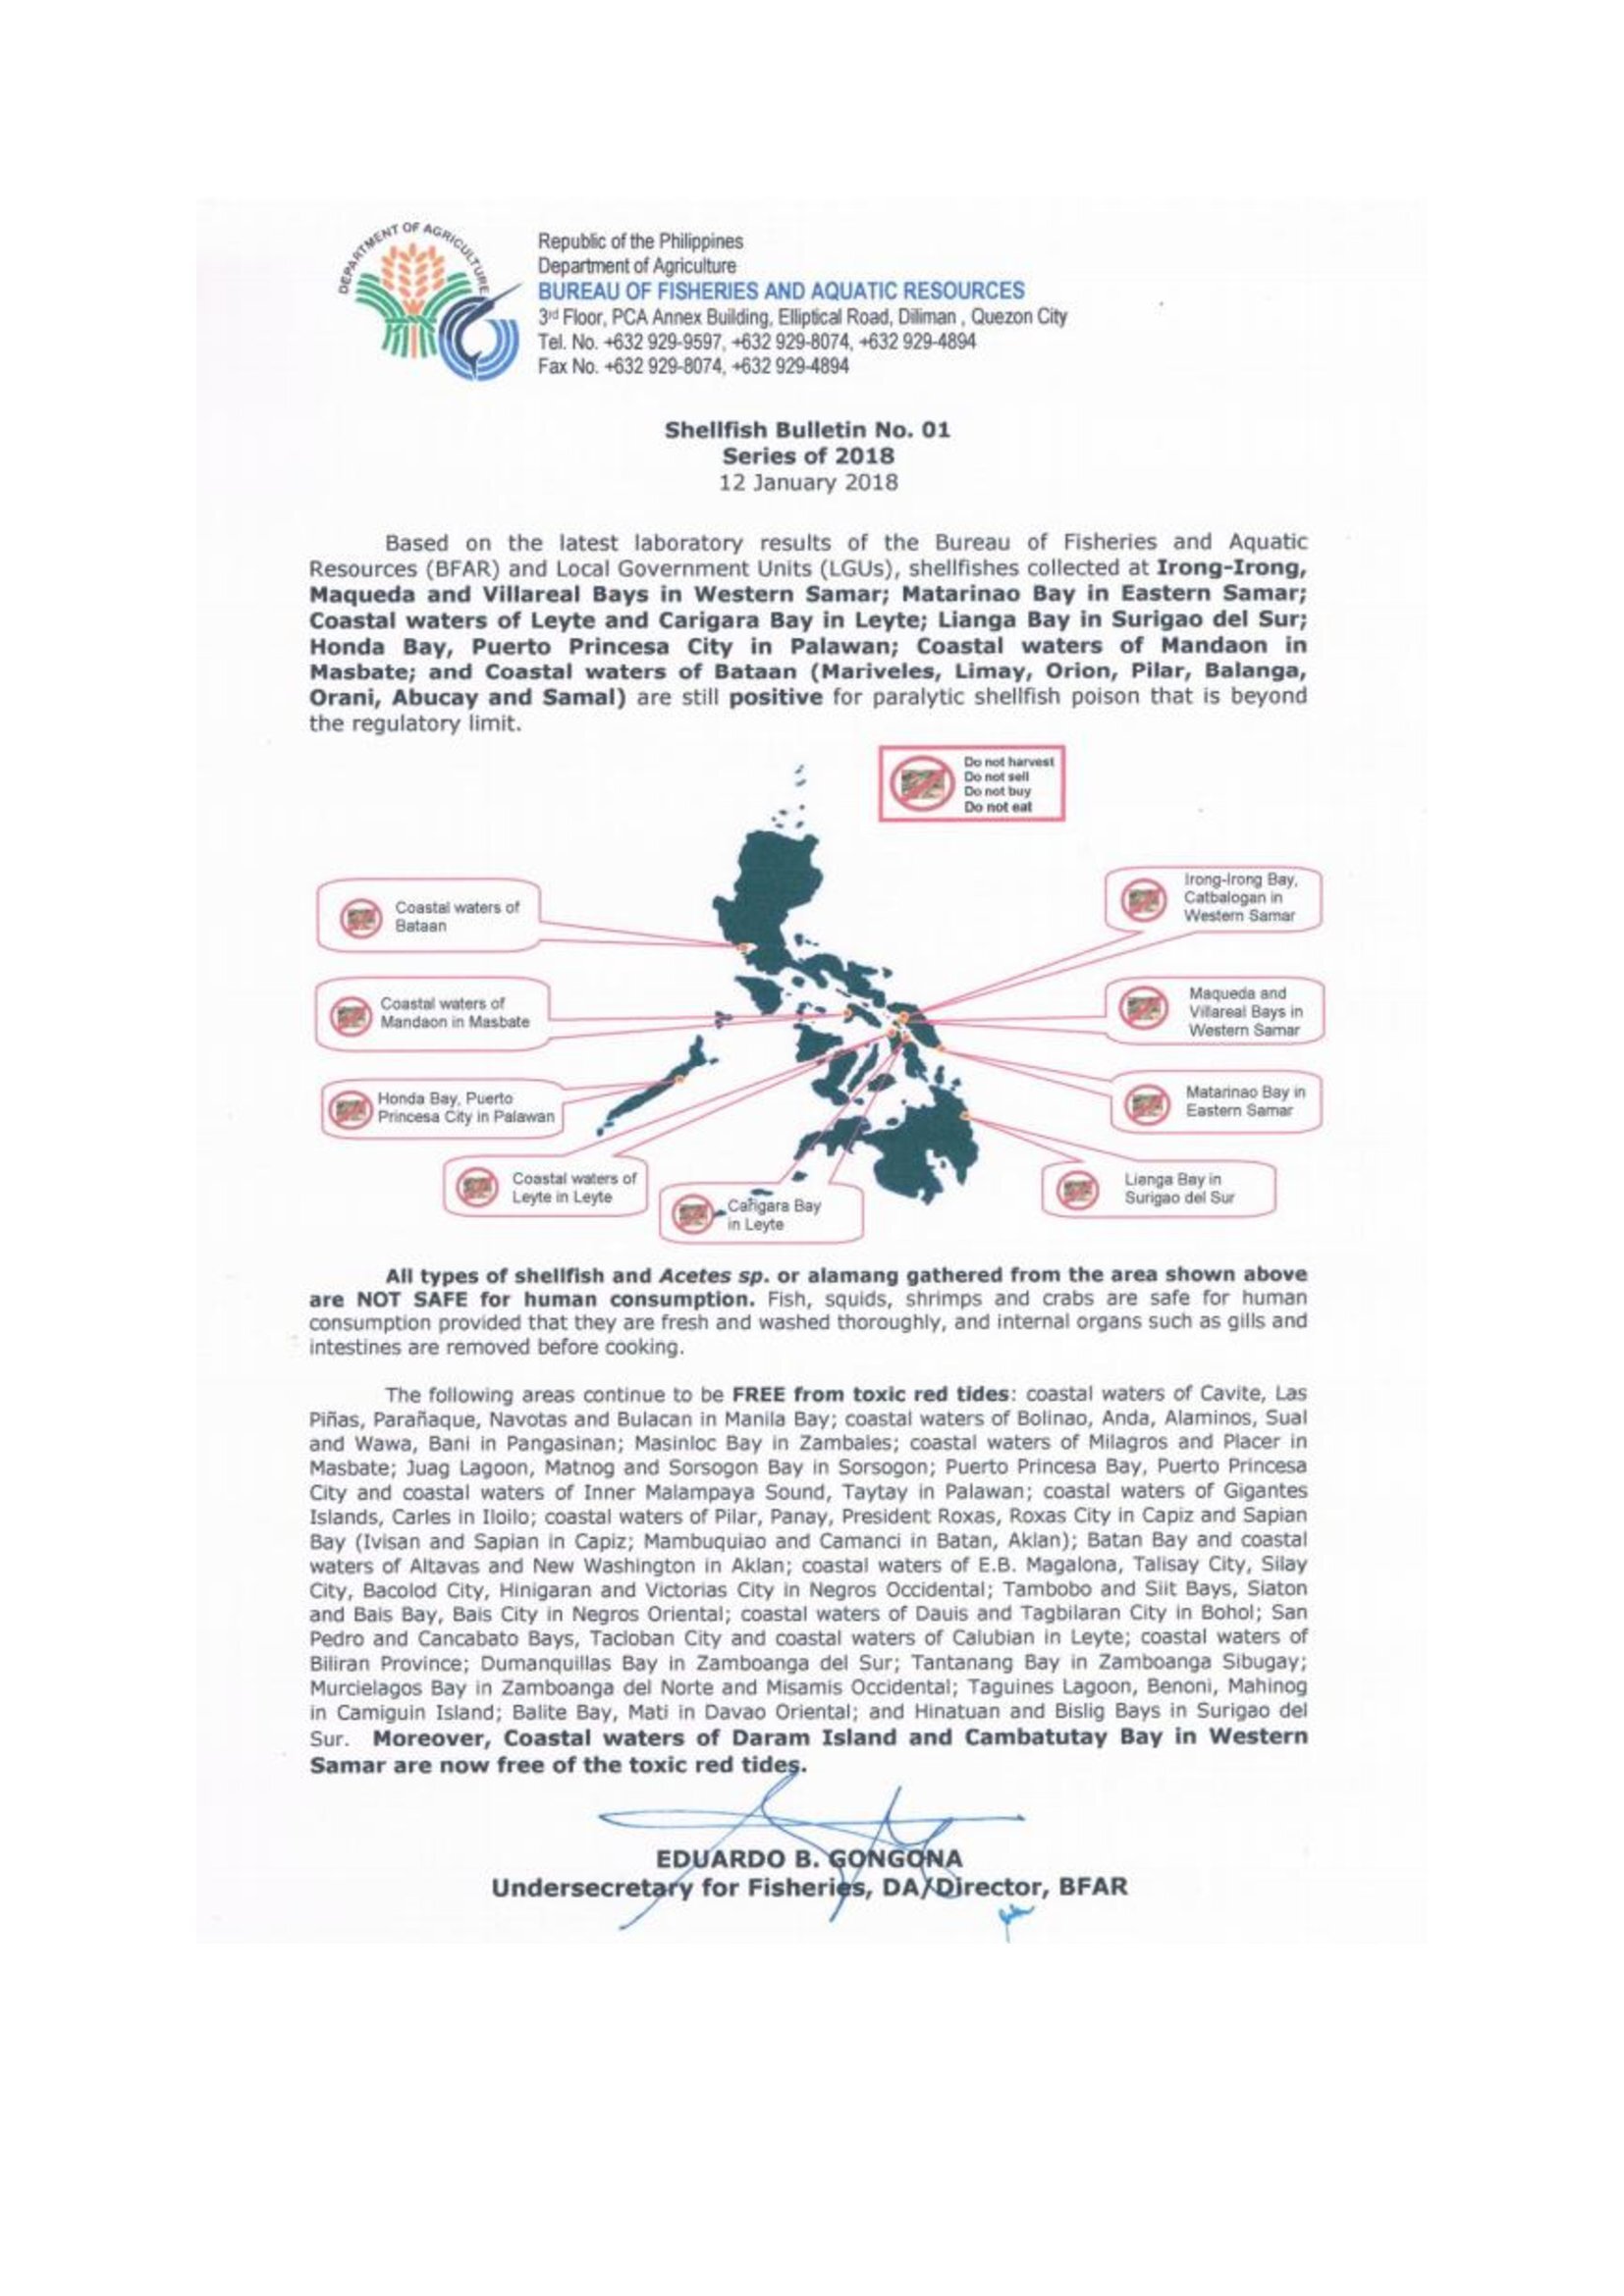 DEPARTMENT OF AGRICULTURE
Republic of the Philippines
Department of Agriculture
BUREAU OF FISHERIES AND AQUATIC RESOURCES
3rd Floor, PCA Annex Building, Elliptical Road, Diliman , Quezon City
Tel. No. +632 929-9597, +632 929-8074, +632 929-4894
Fax No. +632 929-8074, +632 929-4894
Shellfish Bulletin No. 01
Series of 2018
12 January 2018
Based on the latest laboratory results of the Bureau of Fisheries and Aquatic
Resources (BFAR) and Local Government Units (LGUs), shellfishes collected at Irong-Irong,
Maqueda and Villareal Bays in Western Samar; Matarinao Bay in Eastern Samar;
Coastal waters of Leyte and Carigara Bay in Leyte; Lianga Bay in Surigao del Sur;
Honda Bay, Puerto Princesa City in Palawan; Coastal waters of Mandaon in
Masbate; and Coastal waters of Bataan (Mariveles, Limay, Orion, Pilar, Balanga,
Orani, Abucay and Samal) are still positive for paralytic shellfish poison that is beyond
the regulatory limit.
Do not harvest
Do not sell
Do not buy
Do not eat
Coastal waters of
Bataan
Irong-Irong Bay,
Catbalogan in
Western Samar
Coastal waters of
Mandaon in Masbate
Maqueda and
Villareal Bays in
Western Samar
Honda Bay, Puerto
Princesa City in Palawan
Matarinao Bay in
Eastern Samar
Coastal waters of
Leyte in Leyte
Carigara Bay
in Leyte
Lianga Bay in
Surigao del Sur
All types of shellfish and Acetes sp. or alamang gathered from the area shown above
are NOT SAFE for human consumption. Fish, squids, shrimps and crabs are safe for human
consumption provided that they are fresh and washed thoroughly, and internal organs such as gills and
intestines are removed before cooking.
The following areas continue to be FREE from toxic red tides: coastal waters of Cavite, Las
Piñas, Parañaque, Navotas and Bulacan in Manila Bay; coastal waters of Bolinao, Anda, Alaminos, Sual
and Wawa, Bani in Pangasinan; Masinloc Bay in Zambales; coastal waters of Milagros and Placer in
Masbate; Juag Lagoon, Matnog and Sorsogon Bay in Sorsogon; Puerto Princesa Bay, Puerto Princesa
City and coastal waters of Inner Malampaya Sound, Taytay in Palawan; coastal waters of Gigantes
Islands, Carles in Iloilo; coastal waters of Pilar, Panay, President Roxas, Roxas City in Capiz and Sapian
Bay (Ivisan and Sapian in Capiz; Mambuquiao and Camanci in Batan, Aklan); Batan Bay and coastal
waters of Altavas and New Washington in Aklan; coastal waters of E.B. Magalona, Talisay City, Silay
City, Bacolod City, Hinigaran and Victorias City in Negros Occidental; Tambobo and Siit Bays, Siaton
and Bais Bay, Bais City in Negros Oriental; coastal waters of Dauis and Tagbilaran City in Bohol; San
Pedro and Cancabato Bays, Tacloban City and coastal waters of Calubian in Leyte; coastal waters of
Biliran Province; Dumanquillas Bay in Zamboanga del Sur; Tantanang Bay in Zamboanga Sibugay;
Murcielagos Bay in Zamboanga del Norte and Misamis Occidental; Taguines Lagoon, Benoni, Mahinog
in Camiguin Island; Balite Bay, Mati in Davao Oriental; and Hinatuan and Bislig Bays in Surigao del
Sur. Moreover, Coastal waters of Daram Island and Cambatutay Bay in Western
Samar are now free of the toxic red tides.
EDUARDO B. GONGONA
Undersecretary for Fisheries, DA/Director, BFAR